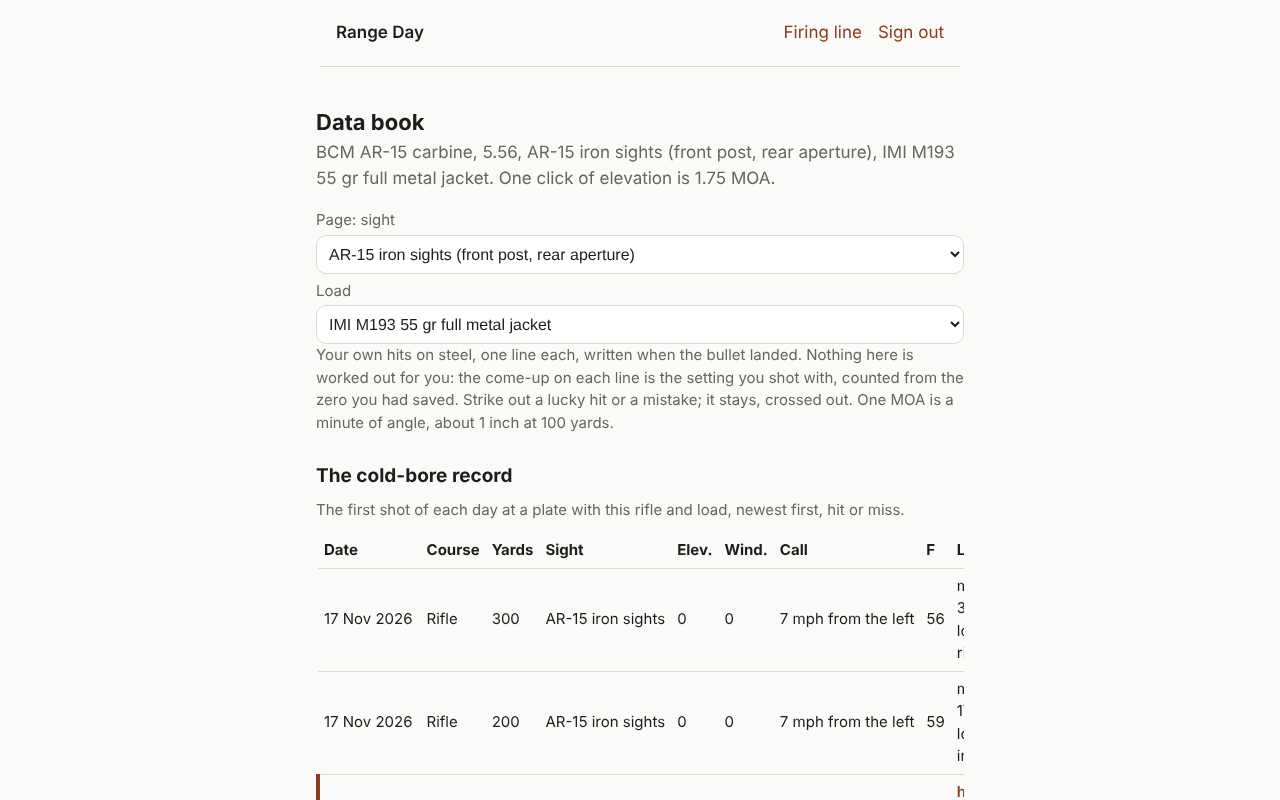 Range Day
Firing line Sign out
Data book
BCM AR-15 carbine, 5.56, AR-15 iron sights (front post, rear aperture), IMI M193
55 gr full metal jacket. One click of elevation is 1.75 MOA.
Page: sight
AR-15 iron sights (front post, rear aperture)
Load
IMI M193 55 gr full metal jacket
Your own hits on steel, one line each, written when the bullet landed. Nothing here is
worked out for you: the come-up on each line is the setting you shot with, counted from the
zero you had saved. Strike out a lucky hit or a mistake; it stays, crossed out. One MOA is a
minute of angle, about 1 inch at 100 yards.
The cold-bore record
The first shot of each day at a plate with this rifle and load, newest first, hit or miss.
Date Course Yards Sight Elev. Wind. Call F
17 Nov 2026 Rifle 300 AR-15 iron sights 0 0 7 mph from the left 56
17 Nov 2026 Rifle 200 AR-15 iron sights 0 0 7 mph from the left 59